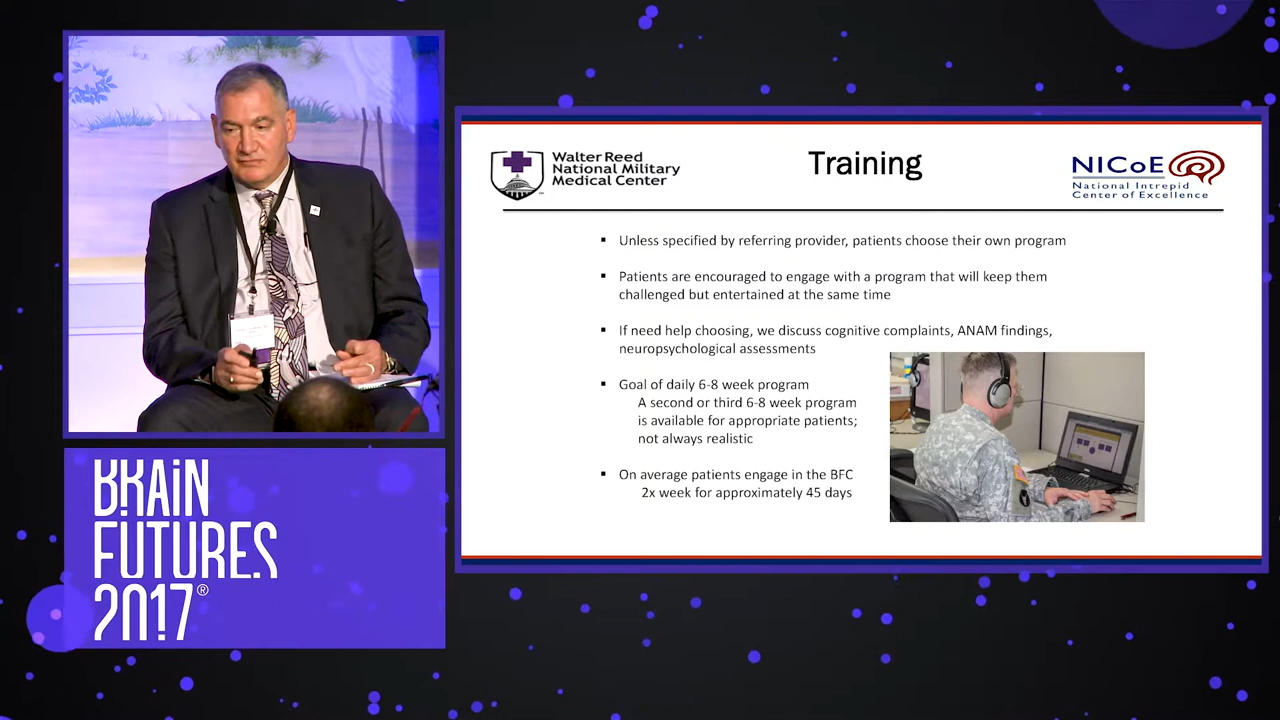 BRAIN
FUTURES
2017®
Walter Reed
National Military
Medical Center
Training
NICoE
National Intrepid
Center of Excellence
▪ Unless specified by referring provider, patients choose their own program
▪ Patients are encouraged to engage with a program that will keep them
challenged but entertained at the same time
▪ If need help choosing, we discuss cognitive complaints, ANAM findings,
neuropsychological assessments
▪ Goal of daily 6-8 week program
A second or third 6-8 week program
is available for appropriate patients;
not always realistic
▪ On average patients engage in the BFC
2x week for approximately 45 days